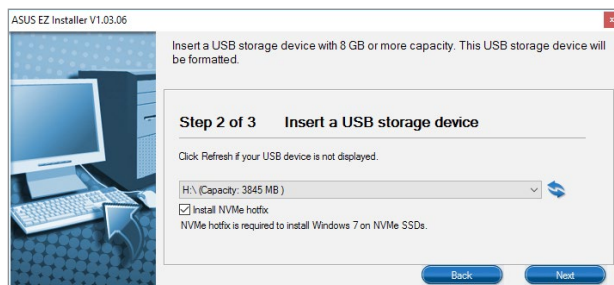 ASUS EZ Installer V1.03.06
x
Insert a USB storage device with 8 GB or more capacity. This USB storage device will
be formatted.
Step 2 of 3 Insert a USB storage device
Click Refresh if your USB device is not displayed.
H:\ (Capacity: 3845 MB )
Install NVMe hotfix
NVMe hotfix is required to install Windows 7 on NVMe SSDs.
Back Next